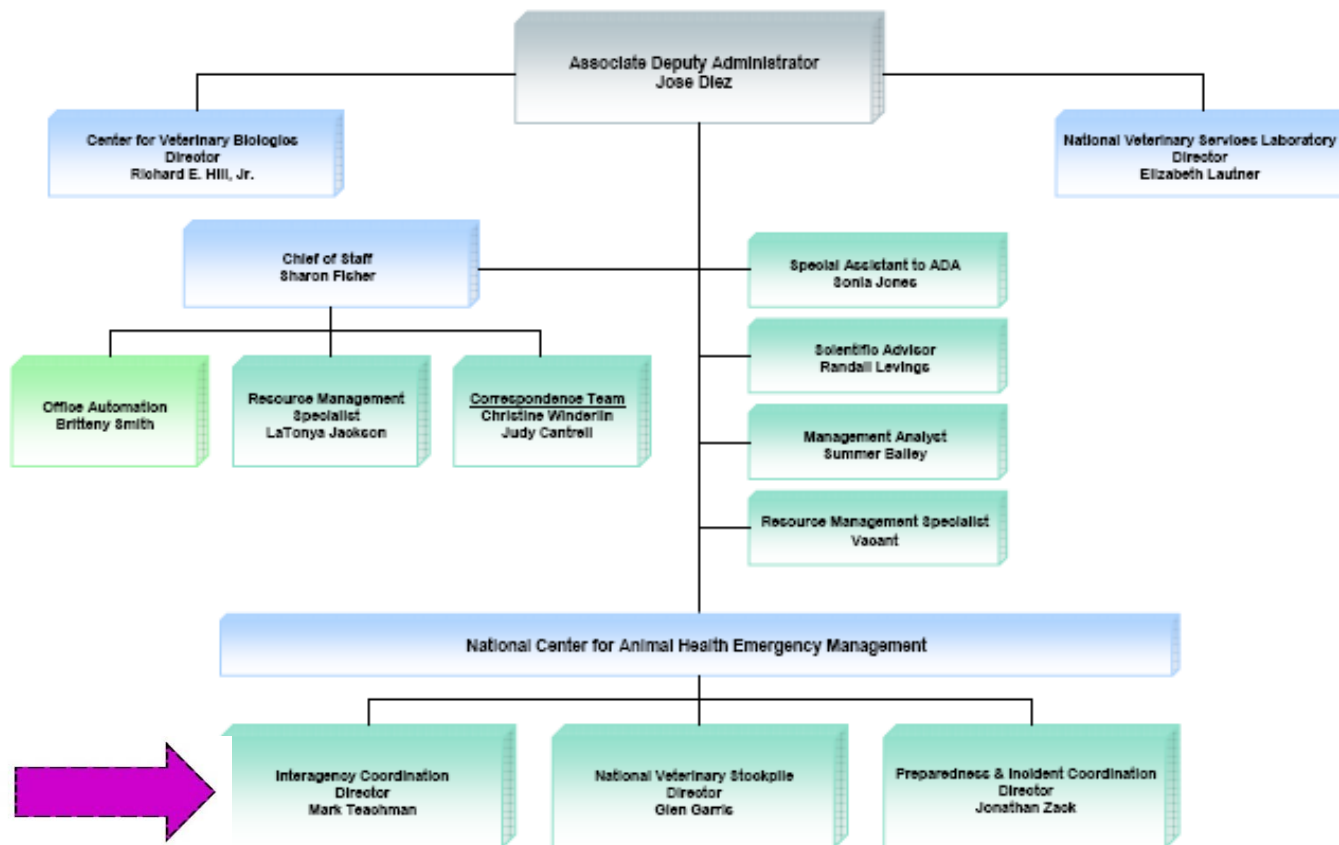 Associate Deputy Administrator
Jose Diez
Center for Veterinary Biologics
Director
Richard E. Hill, Jr.
National Veterinary Services Laboratory
Director
Elizabeth Lautner
Chief of Staff
Sharon Fisher
Special Assistant to ADA
Sonia Jones
Scientific Advisor
Randall Levings
Office Automation
Britteny Smith
Resource Management
Specialist
LaTonya Jackson
Correspondence Team
Christine Winderlin
Judy Cantrell
Management Analyst
Summer Bailey
Resource Management Specialist
Vacant
National Center for Animal Health Emergency Management
Interagency Coordination
Director
Mark Teachman
National Veterinary Stockpile
Director
Glen Garris
Preparedness & Incident Coordination
Director
Jonathan Zack